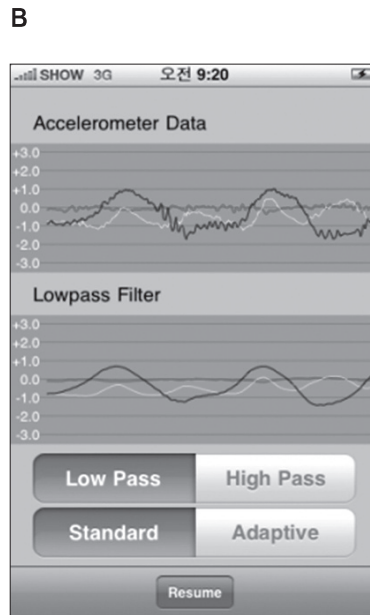 B
SHOW 3G 오전 9:20
Accelerometer Data
+3.0
+2.0
+1.0
0.0
-1.0
-2.0
-3.0
Lowpass Filter
+3.0
+2.0
+1.0
0.0
-1.0
-2.0
-3.0
Low Pass High Pass
Standard Adaptive
Resume